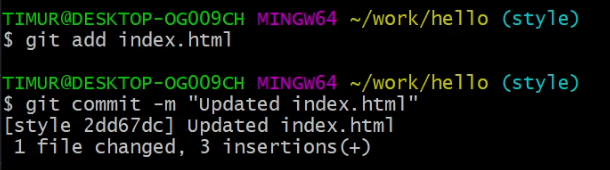 TIMUR@DESKTOP-OG009CH MINGW64 ~/work/hello (style)
$ git add index.html
TIMUR@DESKTOP-OG009CH MINGW64 ~/work/hello (style)
$ git commit -m "Updated index.html"
[style 2dd67dc] Updated index.html
1 file changed, 3 insertions(+)